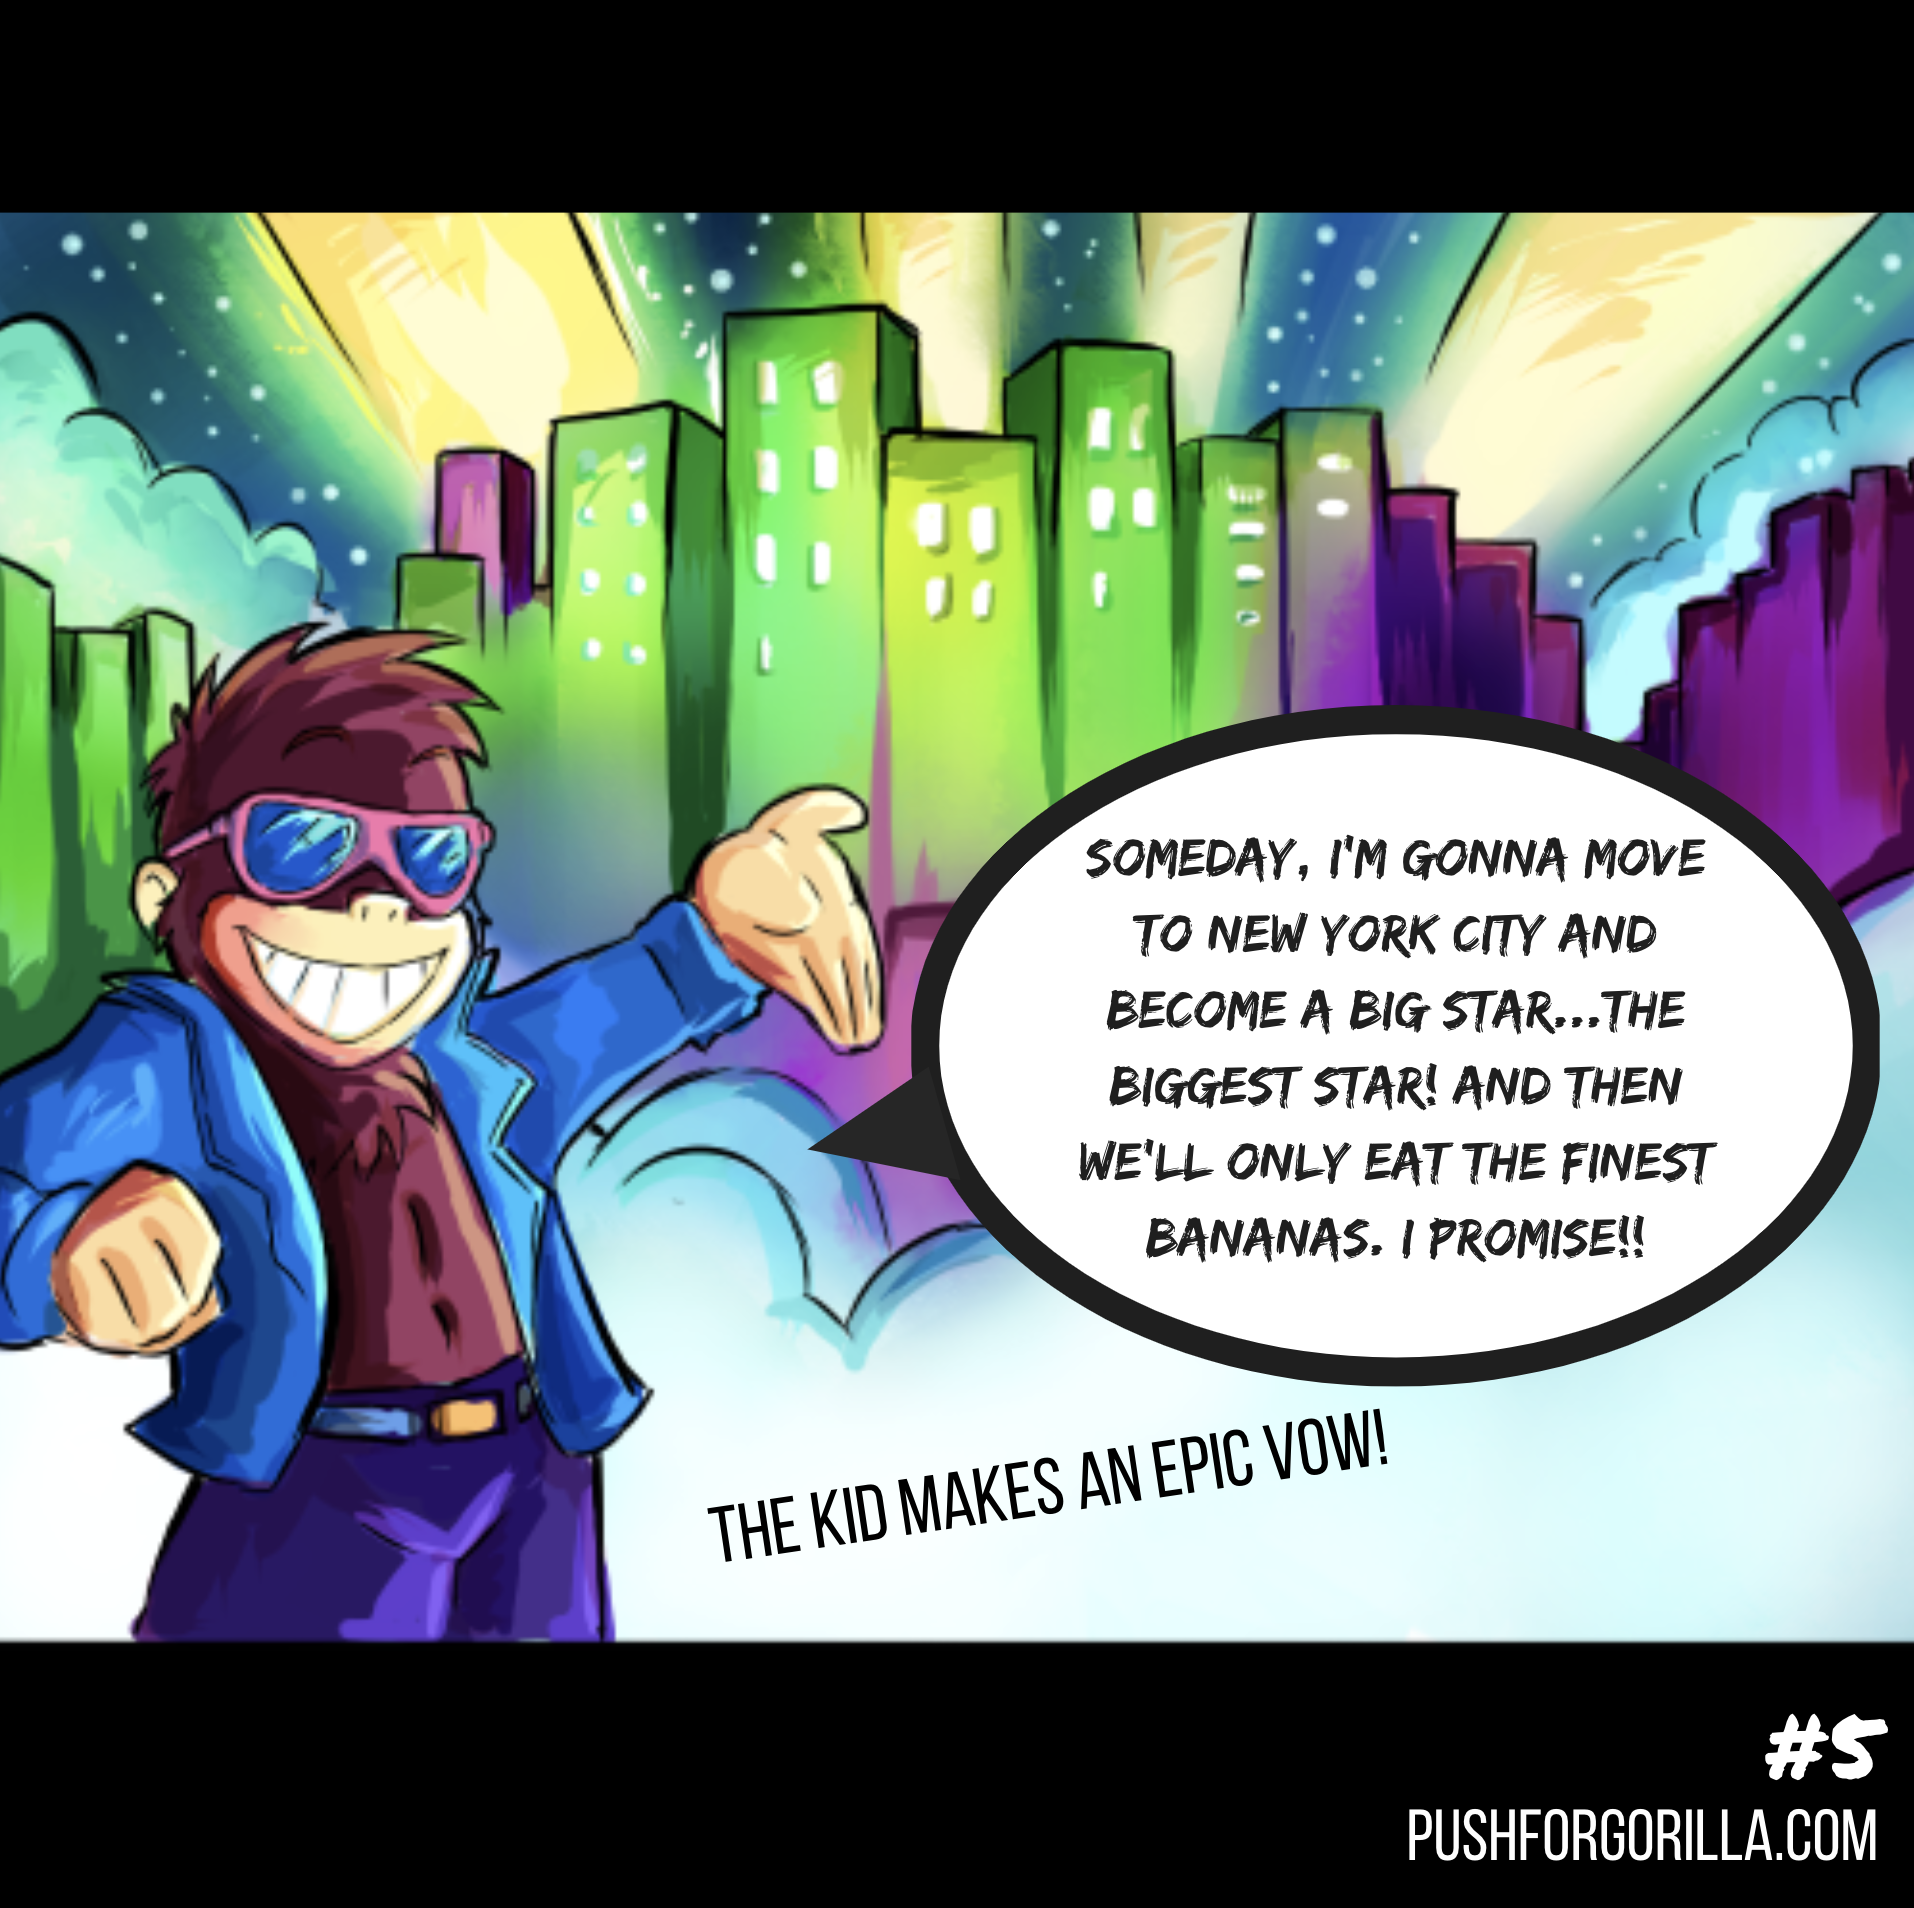 SOMEDAY, I'M GONNA MOVE
TO NEW YORK CITY AND
BECOME A BIG STAR...THE
BIGGEST STAR! AND THEN
WE'LL ONLY EAT THE FINEST
BANANAS. I PROMISE!!
THE KID MAKES AN EPIC VOW!
#5
PUSHFORGORILLA.COM